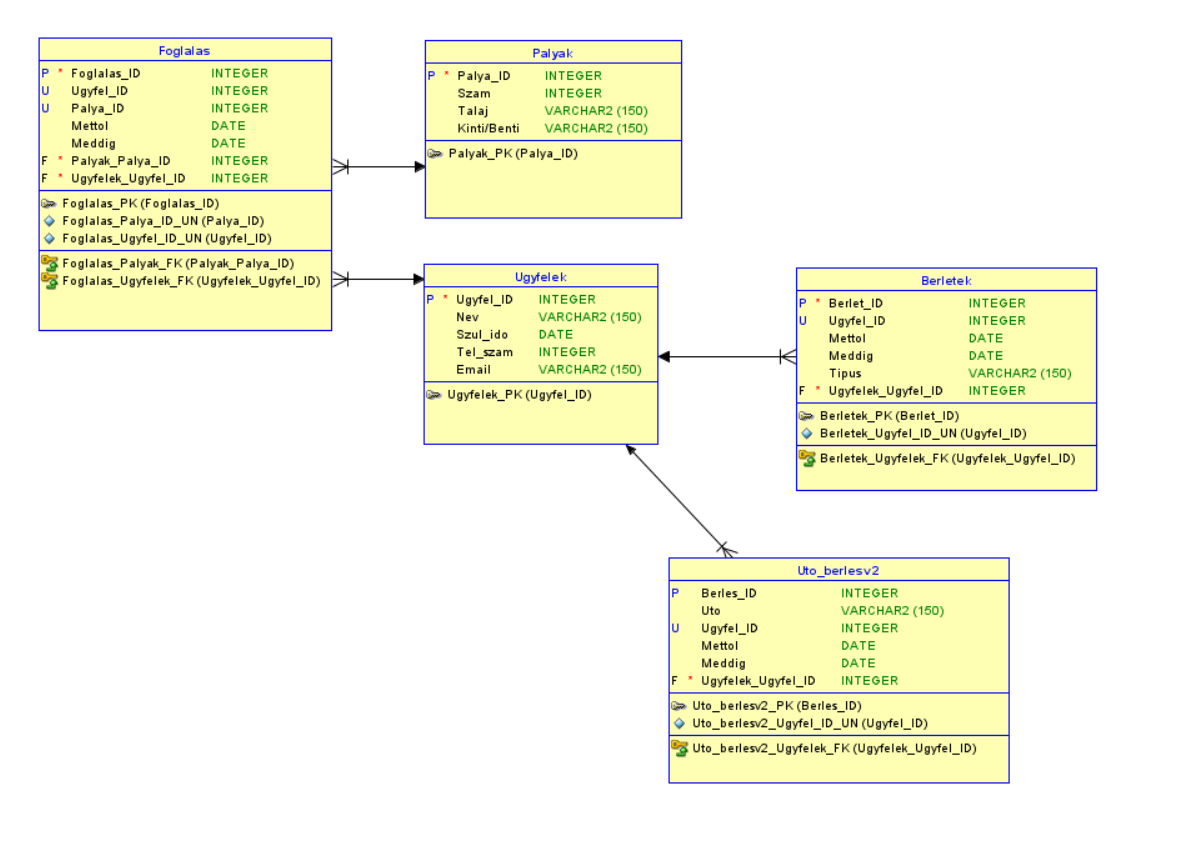 Foglalas
P * Foglalas_ID INTEGER
U Ugyfel_ID INTEGER
U Palya_ID INTEGER
Mettol DATE
Meddig DATE
F * Palyak_Palya_ID INTEGER
F * Ugyfelek_Ugyfel_ID INTEGER
Foglalas_PK (Foglalas_ID)
Foglalas_Palya_ID_UN (Palya_ID)
Foglalas_Ugyfel_ID_UN (Ugyfel_ID)
Foglalas_Palyak_FK (Palyak_Palya_ID)
Foglalas_Ugyfelek_FK (Ugyfelek_Ugyfel_ID)
Palyak
P * Palya_ID INTEGER
Szam INTEGER
Talaj VARCHAR2 (150)
Kinti/Benti VARCHAR2 (150)
Palyak_PK (Palya_ID)
Ugyfelek
P * Ugyfel_ID INTEGER
Nev VARCHAR2 (150)
Szul_ido DATE
Tel_szam INTEGER
Email VARCHAR2 (150)
Ugyfelek_PK (Ugyfel_ID)
Berletek
P * Berlet_ID INTEGER
U Ugyfel_ID INTEGER
Mettol DATE
Meddig DATE
Tipus VARCHAR2 (150)
F * Ugyfelek_Ugyfel_ID INTEGER
Berletek_PK (Berlet_ID)
Berletek_Ugyfel_ID_UN (Ugyfel_ID)
Berletek_Ugyfelek_FK (Ugyfelek_Ugyfel_ID)
Uto_berlesv2
P Berles_ID INTEGER
Uto VARCHAR2 (150)
U Ugyfel_ID INTEGER
Mettol DATE
Meddig DATE
F * Ugyfelek_Ugyfel_ID INTEGER
Uto_berlesv2_PK (Berles_ID)
Uto_berlesv2_Ugyfel_ID_UN (Ugyfel_ID)
Uto_berlesv2_Ugyfelek_FK (Ugyfelek_Ugyfel_ID)